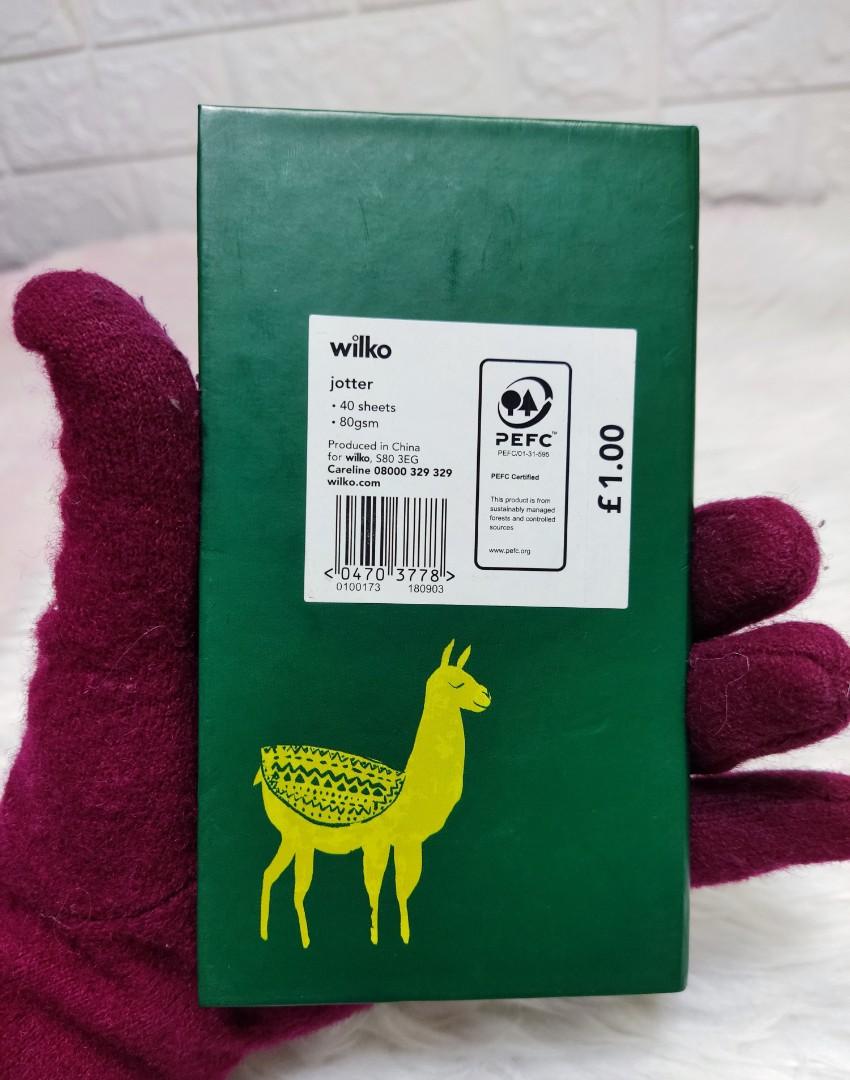 wilko
jotter
• 40 sheets
• 80gsm
Produced in China
for wilko, S80 3EG
Careline 08000 329 329
wilko.com
<0470 3778>
0100173 180903
PEFC™
PEFC/01-31-595
PEFC Certified
This product is from
sustainably managed
forests and controlled
sources
www.pefc.org
£1.00